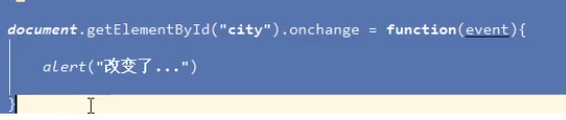 document.getElementById("city").onchange = function(event){
alert("改变了...")
}